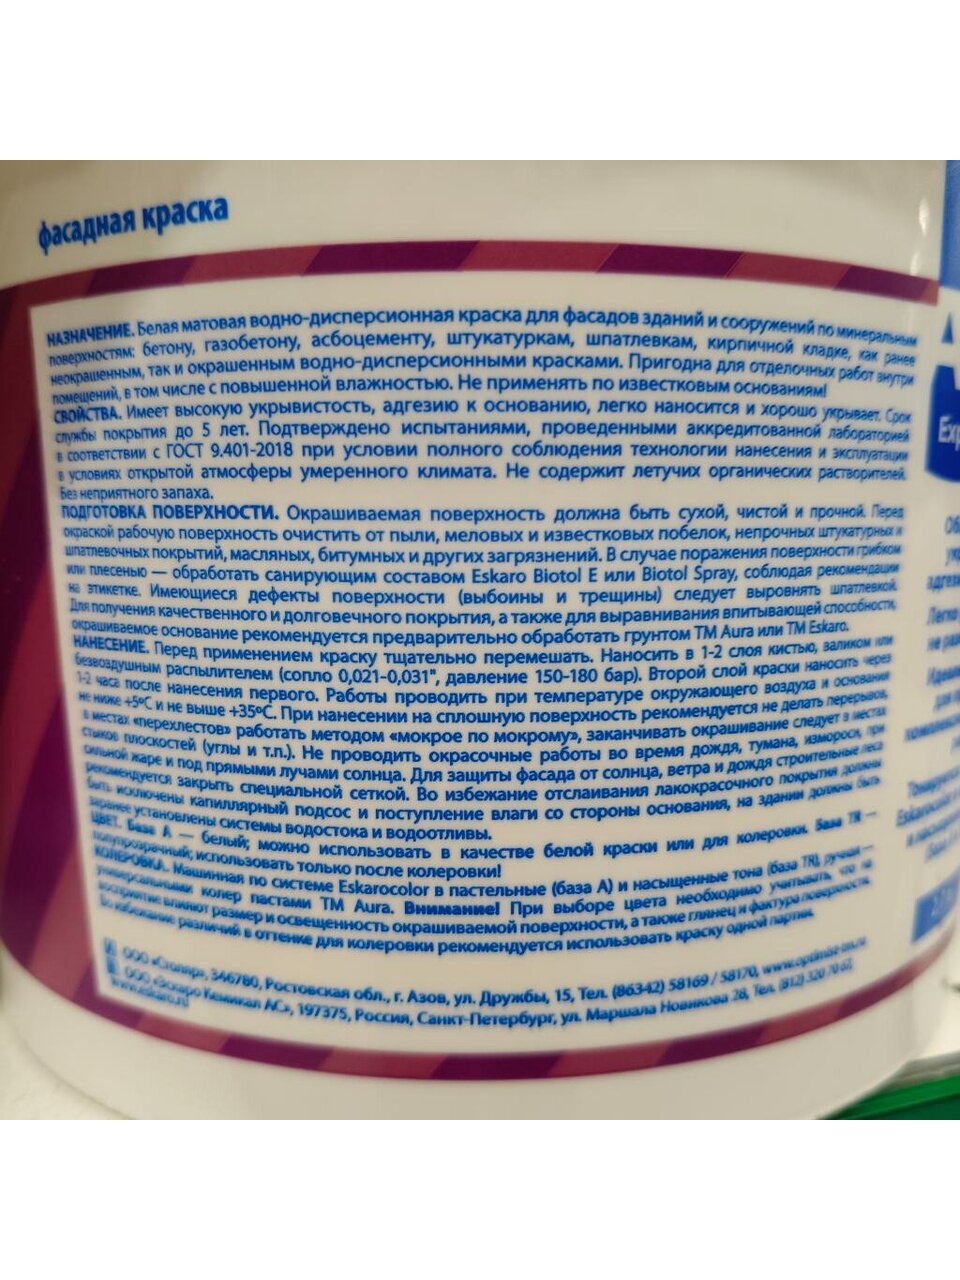 фасадная краска
НАЗНАЧЕНИЕ. Белая матовая водно-дисперсионная краска для фасадов зданий и сооружений по минеральным
поверхностям: бетону, газобетону, асбоцементу, штукатуркам, шпатлевкам, кирпичной кладке, как ранее
неокрашенным, так и окрашенным водно-дисперсионными красками. Пригодна для отделочных работ внутри
помещений, в том числе с повышенной влажностью. Не применять по известковым основаниям!
СВОЙСТВА. Имеет высокую укрывистость, адгезию к основанию, легко наносится и хорошо укрывает. Срок
службы покрытия до 5 лет. Подтверждено испытаниями, проведенными аккредитованной лабораторией
в соответствии с ГОСТ 9.401-2018 при условии полного соблюдения технологии нанесения и эксплуатации
в условиях открытой атмосферы умеренного климата. Не содержит летучих органических растворителей.
Без неприятного запаха.
ПОДГОТОВКА ПОВЕРХНОСТИ. Окрашиваемая поверхность должна быть сухой, чистой и прочной. Перед
окраской рабочую поверхность очистить от пыли, меловых и известковых побелок, непрочных штукатурных и
шпатлевочных покрытий, масляных, битумных и других загрязнений. В случае поражения поверхности грибком
или плесенью — обработать санирующим составом Eskaro Biotol E или Biotol Spray, соблюдая рекомендации
на этикетке. Имеющиеся дефекты поверхности (выбоины и трещины) следует выровнять шпатлевкой.
Для получения качественного и долговечного покрытия, а также для выравнивания впитывающей способности,
окрашиваемое основание рекомендуется предварительно обработать грунтом ТМ Aura или ТМ Eskaro.
НАНЕСЕНИЕ. Перед применением краску тщательно перемешать. Наносить в 1-2 слоя кистью, валиком или
безвоздушным распылителем (сопло 0,021-0,031", давление 150-180 бар). Второй слой краски наносить через
1-2 часа после нанесения первого. Работы проводить при температуре окружающего воздуха и основания
не ниже +5ºС и не выше +35ºС. При нанесении на сплошную поверхность рекомендуется не делать перерывов,
в местах «перехлестов» работать методом «мокрое по мокрому», заканчивать окрашивание следует в местах
стыков плоскостей (углы и т.п.). Не проводить окрасочные работы во время дождя, тумана, измороси, при
сильной жаре и под прямыми лучами солнца. Для защиты фасада от солнца, ветра и дождя строительные леса
рекомендуется закрыть специальной сеткой. Во избежание отслаивания лакокрасочного покрытия должны
быть исключены капиллярный подсос и поступление влаги со стороны основания, на здании должны быть
заранее установлены системы водостока и водоотливы.
ЦВЕТ. База А — белый; можно использовать в качестве белой краски или для колеровки. База TR —
полупрозрачный; использовать только после колеровки!
КОЛЕРОВКА. Машинная по системе Eskarocolor в пастельные (база А) и насыщенные тона (база TR), ручная —
универсальными колер пастами ТМ Aura. Внимание! При выборе цвета необходимо учитывать, что на
восприятие влияют размер и освещенность окрашиваемой поверхности, а также глянец и фактура поверхности.
Во избежание различий в оттенке для колеровки рекомендуется использовать краску одной партии.
ООО «Столяр», 346780, Ростовская обл., г. Азов, ул. Дружбы, 15, Тел. (86342) 58169 / 58170,
ООО «Эскаро Кемикал АС», 197375, Россия, Санкт-Петербург, ул. Маршала Новикова 28, Тел. (812) 320 70 67,
www.eskaro.ru
Exp